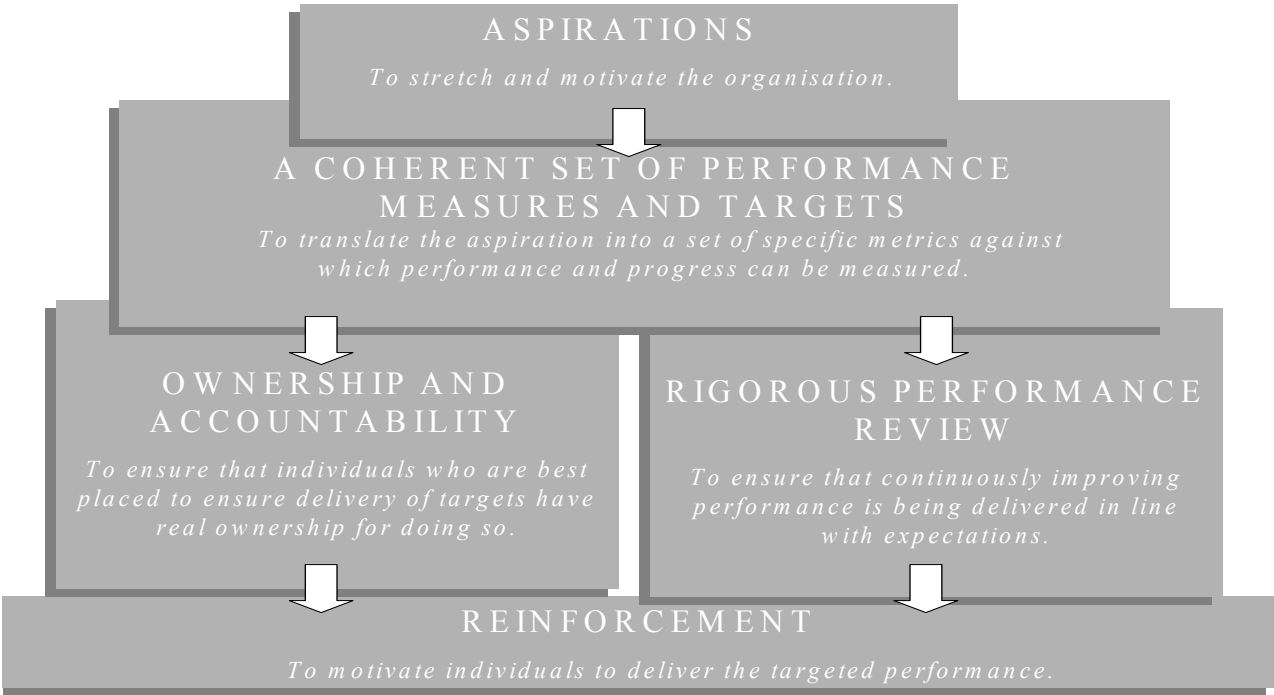 ASPIRATIONS
To stretch and motivate the organisation.
A COHERENT SET OF PERFORMANCE
MEASURES AND TARGETS
To translate the aspiration into a set of specific metrics against
which performance and progress can be measured.
OWNERSHIP AND
ACCOUNTABILITY
To ensure that individuals who are best
placed to ensure delivery of targets have
real ownership for doing so.
RIGOROUS PERFORMANCE
REVIEW
To ensure that continuously improving
performance is being delivered in line
with expectations.
REINFORCEMENT
To motivate individuals to deliver the targeted performance.